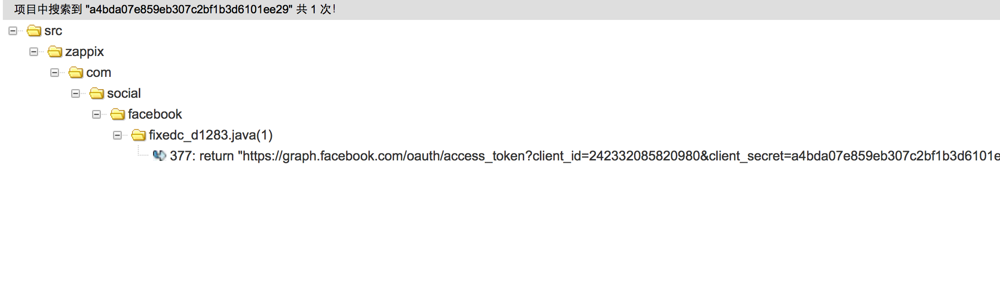 项目中搜索到 "a4bda07e859eb307c2bf1b3d6101ee29" 共 1 次！
src
zappix
com
social
facebook
fixedc_d1283.java(1)
377: return "https://graph.facebook.com/oauth/access_token?client_id=242332085820980&client_secret=a4bda07e859eb307c2bf1b3d6101e